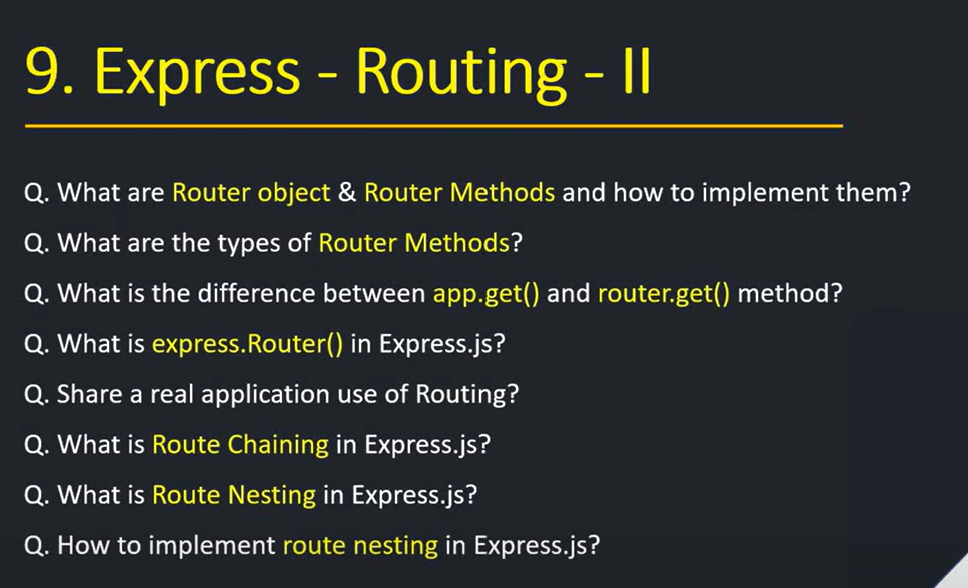 9. Express - Routing - II
Q. What are Router object & Router Methods and how to implement them?
Q. What are the types of Router Methods?
Q. What is the difference between app.get() and router.get() method?
Q. What is express.Router() in Express.js?
Q. Share a real application use of Routing?
Q. What is Route Chaining in Express.js?
Q. What is Route Nesting in Express.js?
Q. How to implement route nesting in Express.js?